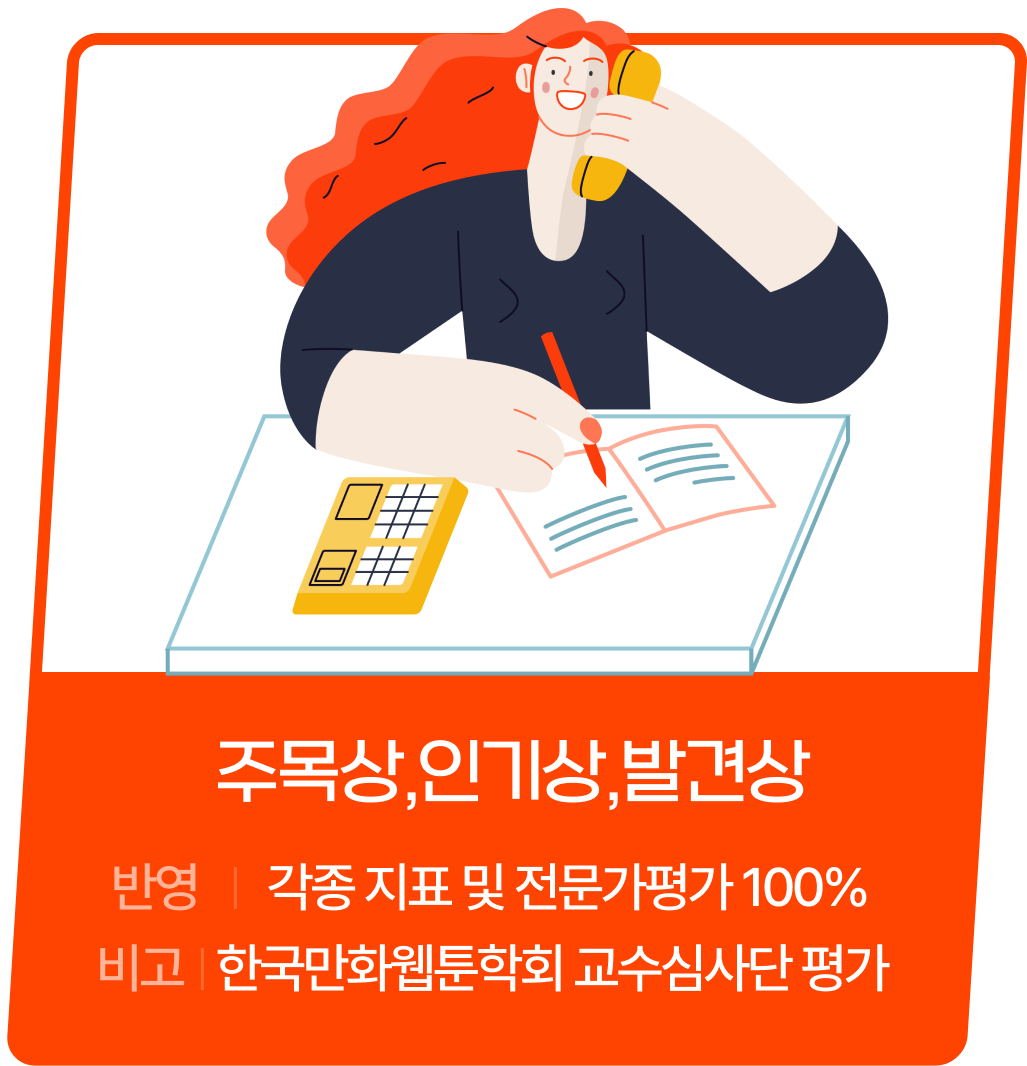 주목상,인기상,발견상
반영 | 각종 지표 및 전문가평가 100%
비고 | 한국만화웹툰학회 교수심사단 평가